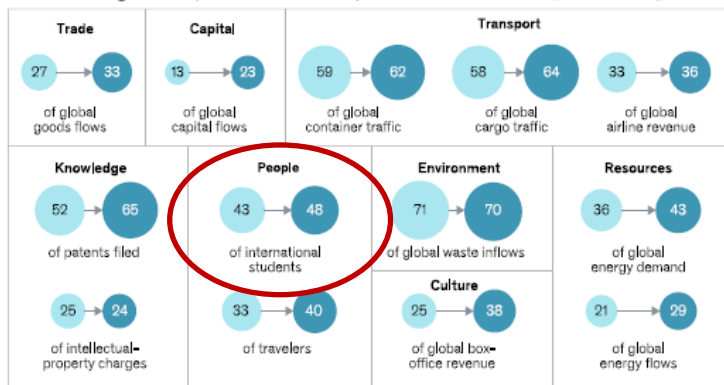 Trade
27 33
of global
goods flows
Capital
13 23
of global
capital flows
Transport
59 62
of global
container traffic
58 64
of global
cargo traffic
33 36
of global
airline revenue
Knowledge
52 65
of patents filed
25 24
of intellectual-
property charges
People
43 48
of international
students
33 40
of travelers
Environment
71 70
of global waste inflows
Culture
25 38
of global box-
office revenue
Resources
36 43
of global
energy demand
21 29
of global
energy flows